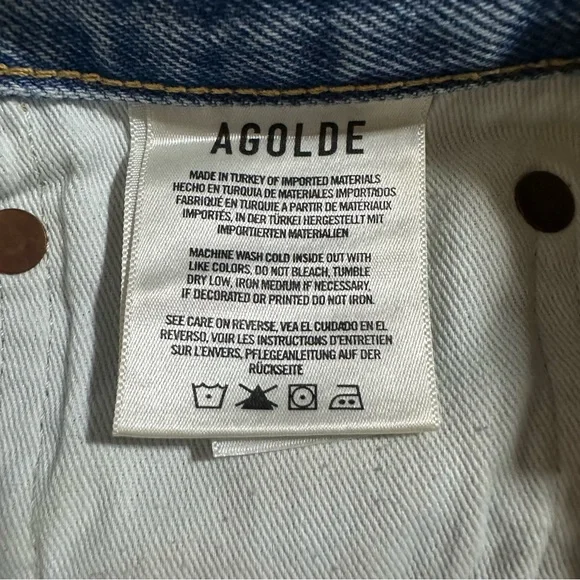 AGOLDE
MADE IN TURKEY OF IMPORTED MATERIALS
HECHO EN TURQUIA DE MATERIALES IMPORTADOS
FABRIQUÉ EN TURQUIE A PARTIR DE MATÉRIAUX
IMPORTÉS, IN DER TÜRKEI HERGESTELLT MIT
IMPORTIERTEN MATERIALIEN
MACHINE WASH COLD INSIDE OUT WITH
LIKE COLORS, DO NOT BLEACH, TUMBLE
DRY LOW, IRON MEDIUM IF NECESSARY,
IF DECORATED OR PRINTED DO NOT IRON.
SEE CARE ON REVERSE, VEA EL CUIDADO EN EL
REVERSO, VOIR LES INSTRUCTIONS D'ENTRETIEN
SUR L'ENVERS, PFLEGEANLEITUNG AUF DER
RÜCKSEITE